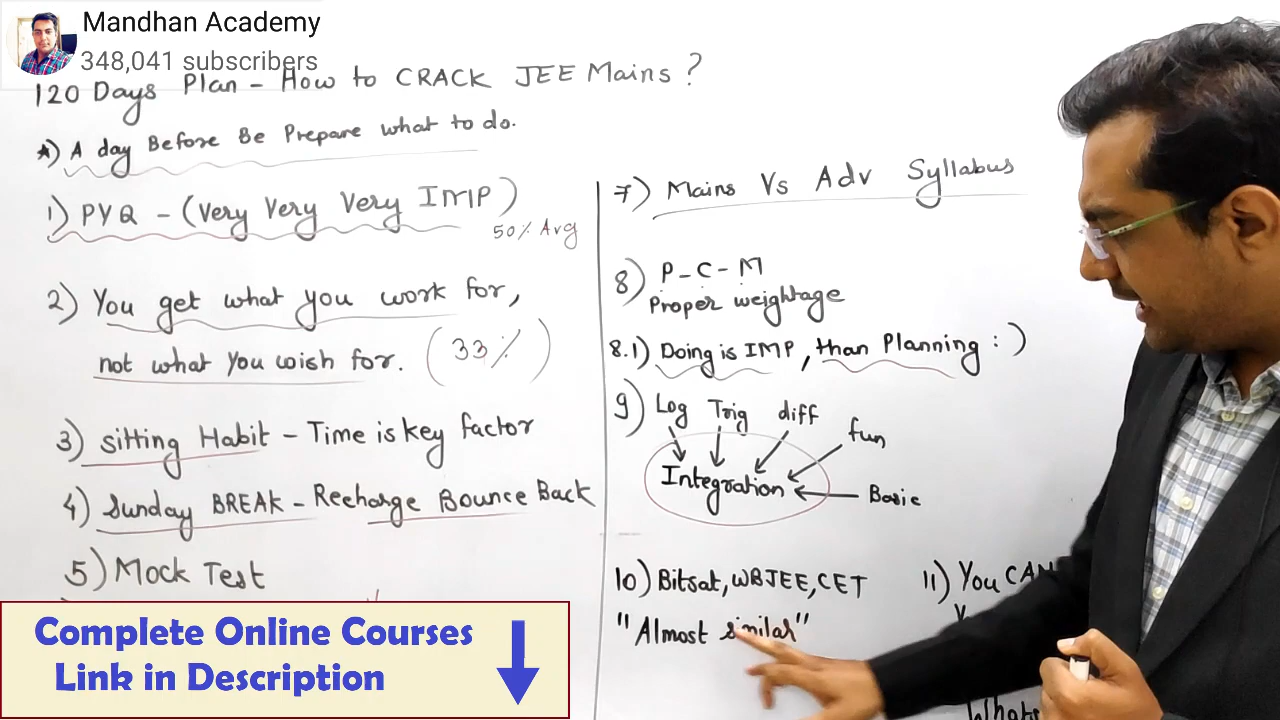 Mandhan Academy
348,041 subscribers
120 Days Plan - How to CRACK JEE Mains ?
*) A day Before Be Prepare what to do.
1) PYQ - (Very Very Very IMP)
50% Avg
2) You get what you work for,
not what you wish for. (33%)
3) sitting Habit - Time is key factor
4) Sunday BREAK - Recharge Bounce Back
5) Mock Test
7) Mains Vs Adv Syllabus
8) P - C - M
Proper weightage
8.1) Doing is IMP, than Planning : )
9) Log Trig diff fun
Integration Basic
10) Bitsat, WBJEE, CET
"Almost similar"
11) You CAN
Complete Online Courses
Link in Description